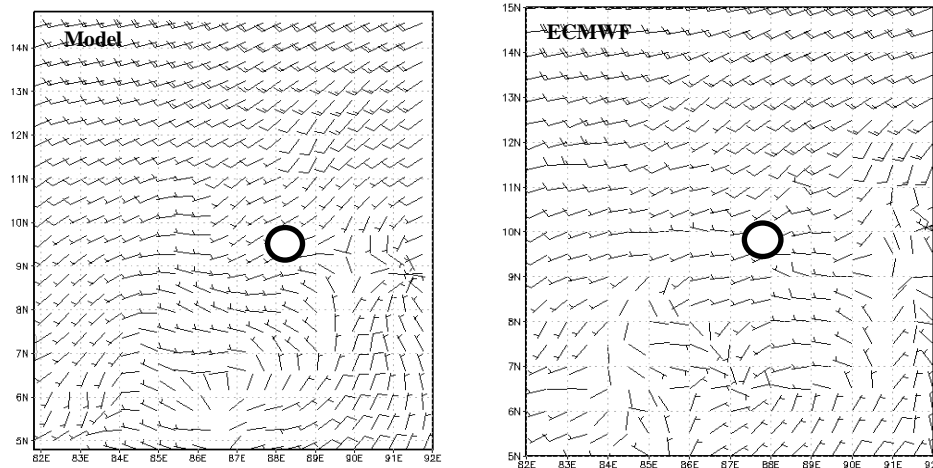 Model
14N
13N
12N
11N
10N
9N
8N
7N
6N
5N
82E 83E 84E 85E 86E 87E 88E 89E 90E 91E 92E
ECMWF
15N
14N
13N
12N
11N
10N
9N
8N
7N
6N
5N
82E 83E 84E 85E 86E 87E 88E 89E 90E 91E